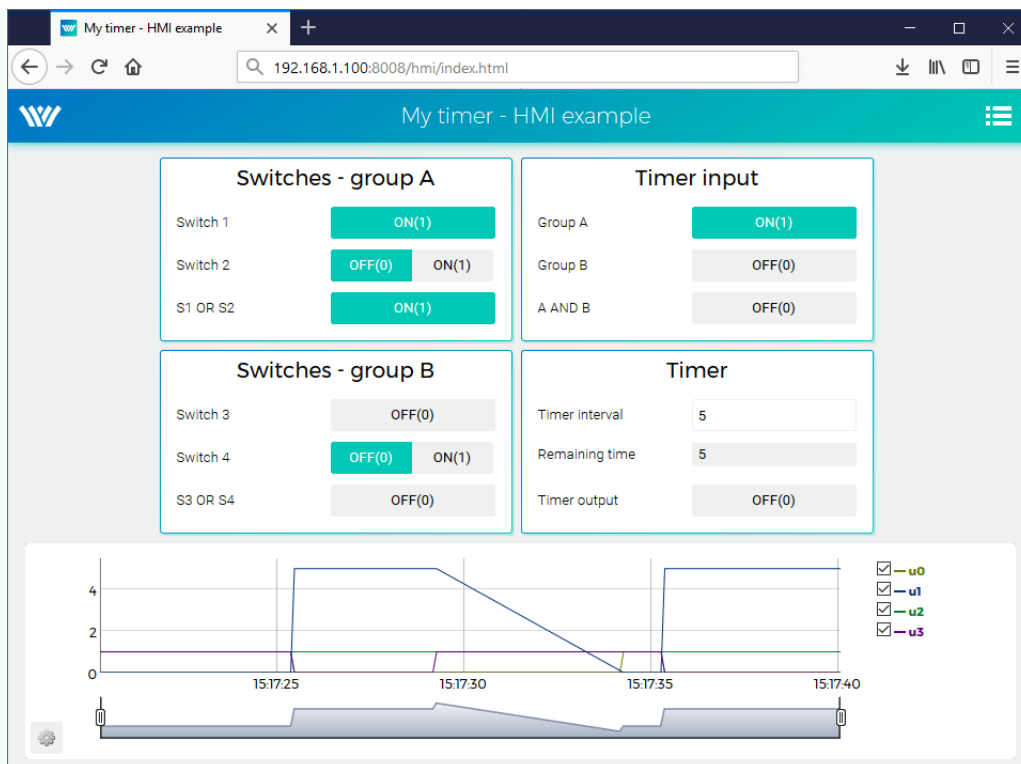 My timer - HMI example
192.168.1.100:8008/hmi/index.html
My timer - HMI example
Switches - group A
Switch 1 ON(1)
Switch 2 OFF(0) ON(1)
S1 OR S2 ON(1)
Timer input
Group A ON(1)
Group B OFF(0)
A AND B OFF(0)
Switches - group B
Switch 3 OFF(0)
Switch 4 OFF(0) ON(1)
S3 OR S4 OFF(0)
Timer
Timer interval 5
Remaining time 5
Timer output OFF(0)
4
2
0
15:17:25 15:17:30 15:17:35 15:17:40
u0
u1
u2
u3